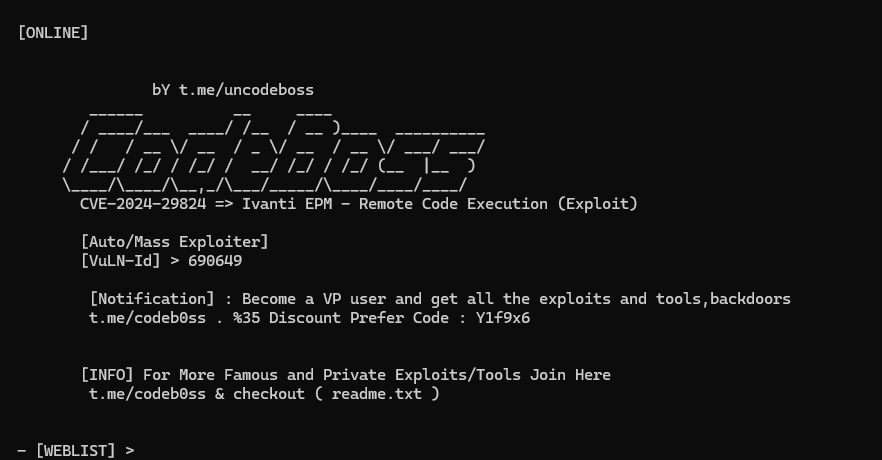 [ONLINE]
bY t.me/uncodeboss
CodeBoss
CVE-2024-29824 => Ivanti EPM - Remote Code Execution (Exploit)
[Auto/Mass Exploiter]
[VuLN-Id] > 690649
[Notification] : Become a VP user and get all the exploits and tools,backdoors
t.me/codeb0ss . %35 Discount Prefer Code : Y1f9x6
[INFO] For More Famous and Private Exploits/Tools Join Here
t.me/codeb0ss & checkout ( readme.txt )
- [WEBLIST] >